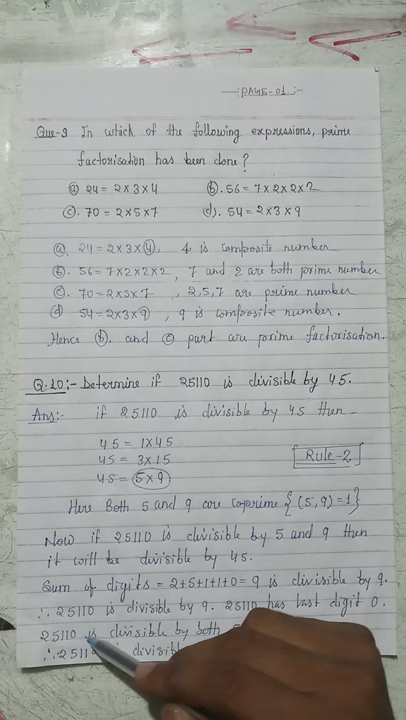 —:PAGE-01:-
Que-9 In which of the following expressions, prime
factorisation has been done?
(a) 24 = 2×3×4 (b). 56 = 7×2×2×2
(c). 70 = 2×5×7 (d). 54 = 2×3×9
(a). 24 = 2×3×(4), 4 is composite number
(b). 56 = 7×2×2×2, 7 and 2 are both prime number
(c). 70 = 2×5×7, 2,5,7 are prime number
(d) 54 = 2×3×(9), 9 is composite number.
Hence (b). and (c) part are prime factorisation.
Q.10:- Determine if 25110 is divisible by 45.
Ans:- if 25110 is divisible by 45 then—
45 = 1×45
45 = 3×15 Rule-2
45 = (5×9)
Here Both 5 and 9 are coprime {(5,9)=1}
Now if 25110 is divisible by 5 and 9 then
it will be divisible by 45.
Sum of digits = 2+5+1+1+0 = 9 is divisible by 9.
∴ 25110 is divisible by 9. 25110 has last digit 0.
25110 is divisible by both
∴ 2511 divisibl